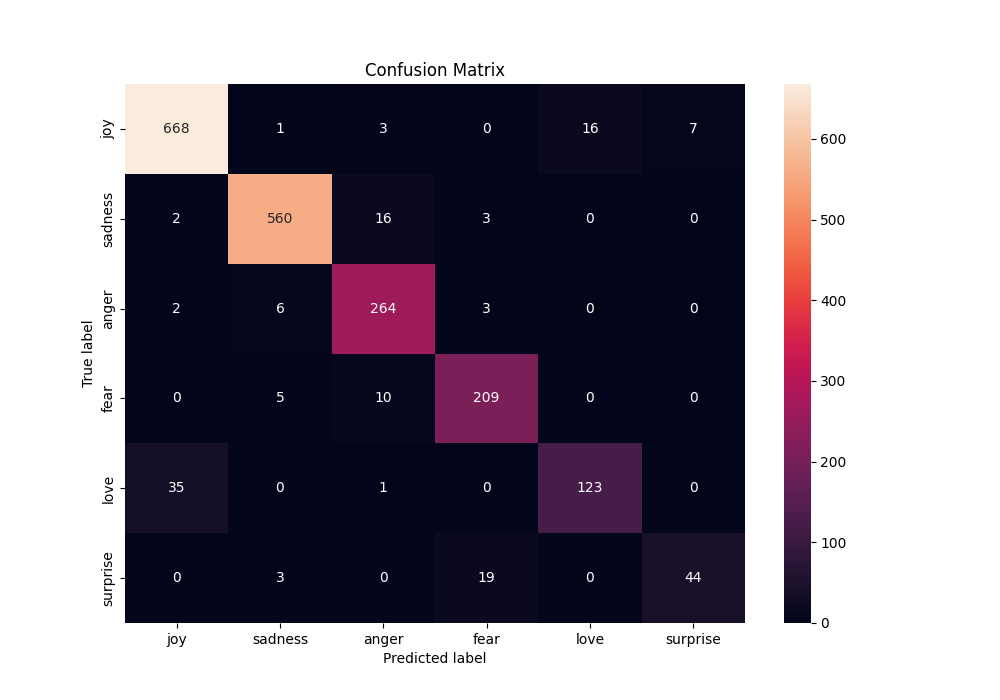 Confusion Matrix
joy 668 1 3 0 16 7
sadness 2 560 16 3 0 0
anger 2 6 264 3 0 0
fear 0 5 10 209 0 0
love 35 0 1 0 123 0
surprise 0 3 0 19 0 44
joy sadness anger fear love surprise
Predicted label
True label
600
500
400
300
200
100
0